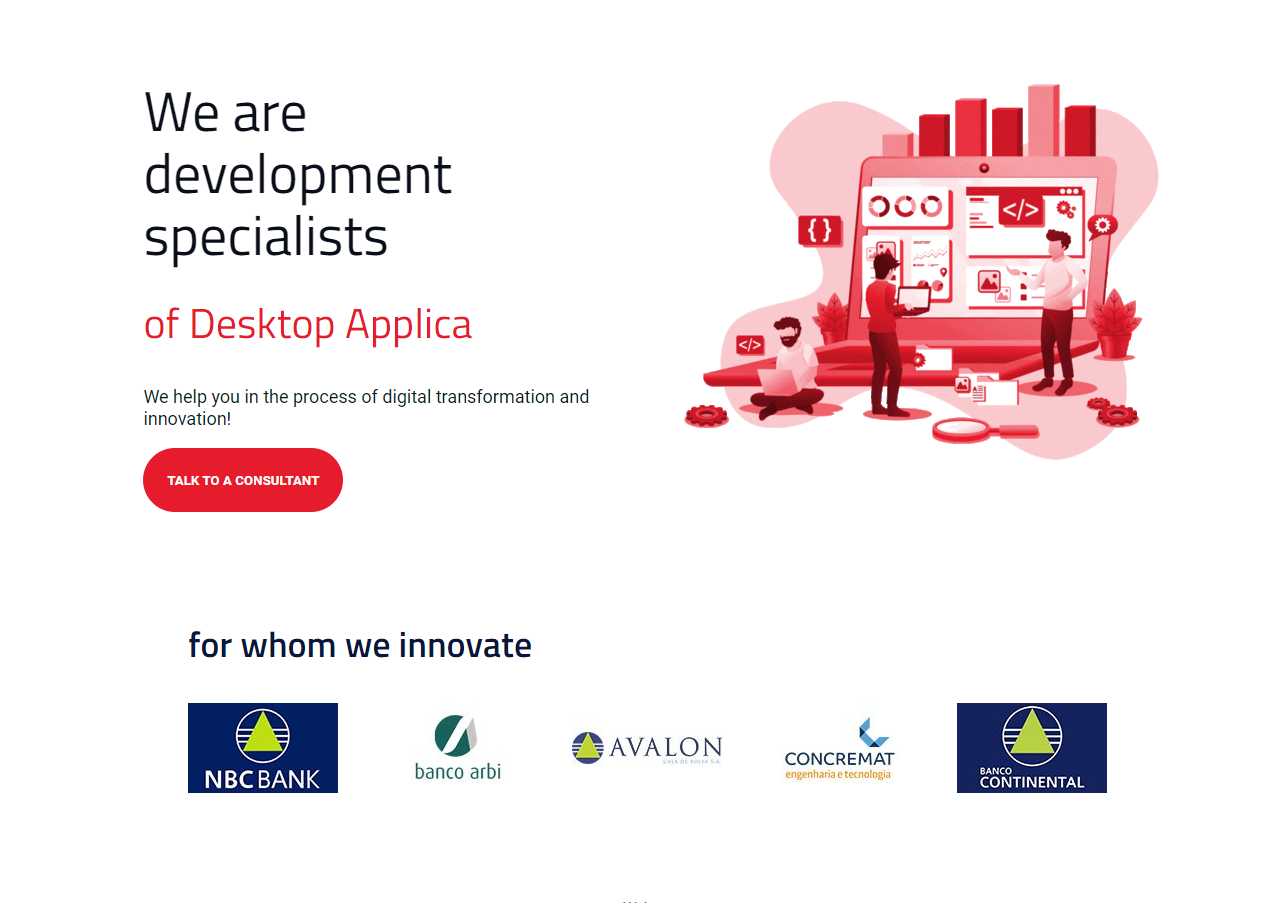 We are
development
specialists
of Desktop Applica
We help you in the process of digital transformation and
innovation!
TALK TO A CONSULTANT
{ }
</>
</>
for whom we innovate
NBC BANK
banco arbi
AVALON
CASA DE BOLSA S.A.
CONCREMAT
engenharia e tecnologia
BANCO
CONTINENTAL